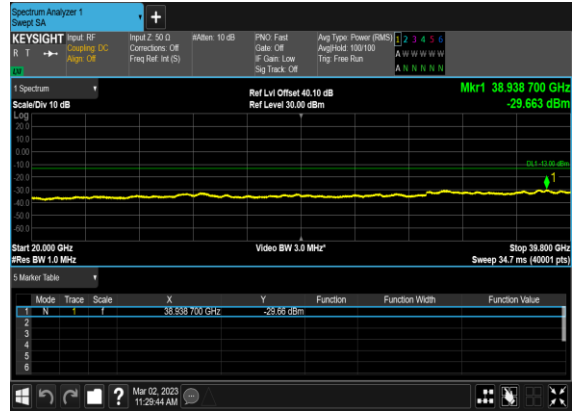 Spectrum Analyzer 1
Swept SA
+
KEYSIGHT Input: RF Input Z: 50 Ω #Atten: 10 dB PNO: Fast Avg Type: Power (RMS) 1 2 3 4 5 6
R T Coupling: DC Corrections: Off Gate: Off Avg|Hold: 100/100 A W W W W W
Align: Off Freq Ref: Int (S) IF Gain: Low Trig: Free Run
Sig Track: Off A N N N N N
1 Spectrum Ref Lvl Offset 40.10 dB Mkr1 38.938 700 GHz
Scale/Div 10 dB Ref Level 30.00 dBm -29.663 dBm
Log
20.0
10.0
0.00
-10.0
DL1 -13.00 dBm
-20.0
1
-30.0
-40.0
-50.0
-60.0
Start 20.000 GHz Video BW 3.0 MHz* Stop 39.800 GHz
#Res BW 1.0 MHz Sweep 34.7 ms (40001 pts)
5 Marker Table
Mode Trace Scale X Y Function Function Width Function Value
1 N 1 f 38.938 700 GHz -29.66 dBm
2
3
4
5
6
? Mar 02, 2023
11:29:44 AM